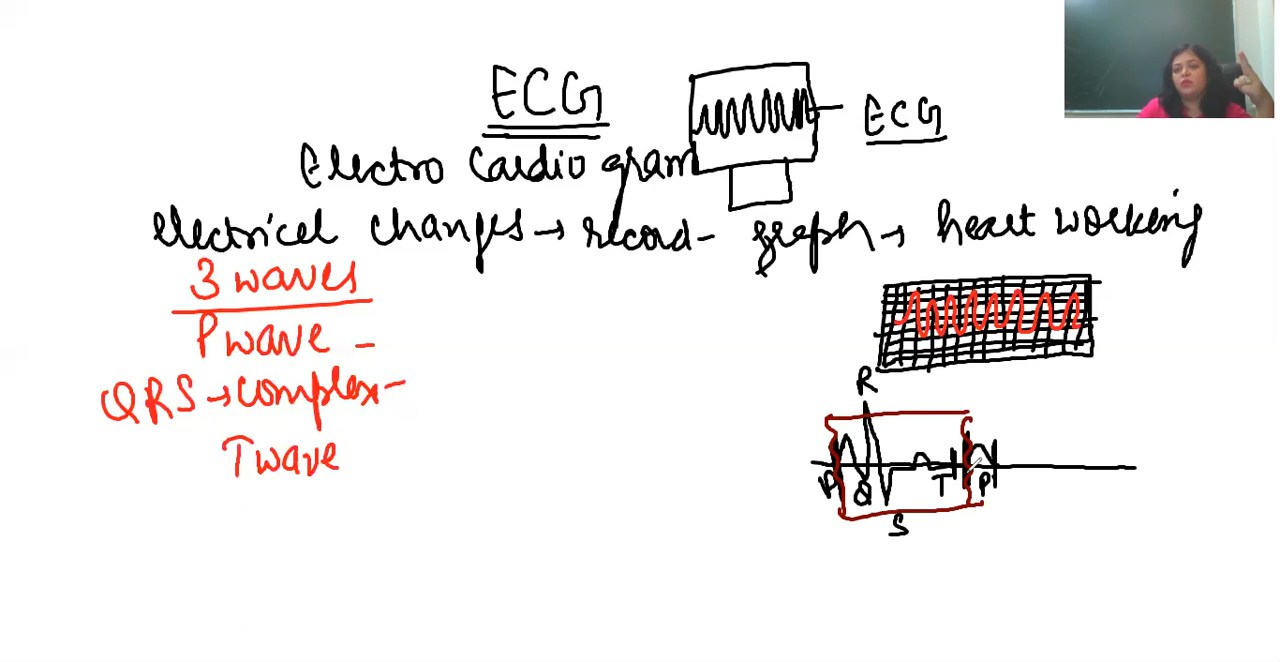 ECG
ECG
Electro Cardiogram
electrical changes → record - graph → heart working
3 waves
P wave -
QRS → complex -
T wave
R
P Q T P
S